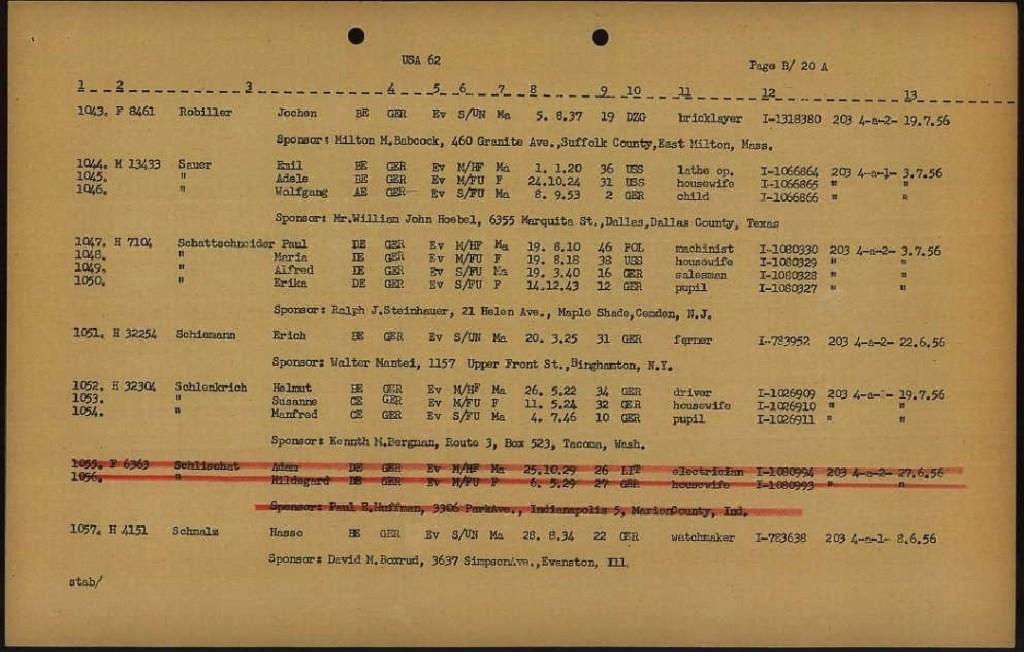 USA 62 Page B/ 20 A
1 2 3 4 5 6 7 8 9 10 11 12 13
1043. F 8461 Robiller Jochen BE GER Ev S/UN Ma 5. 8.37 19 DZG bricklayer I-1318380 203 4-a-2- 19.7.56
Sponsor: Milton M.Babcock, 460 Granite Ave.,Suffolk County,East Milton, Mass.
1044. M 13433 Sauer Emil BE GER Ev M/HF Ma 1. 1.20 36 USS lathe op. I-1066864 203 4-a-1- 3.7.56
1045. " Adele DE GER Ev M/FU F 24.10.24 31 USS housewife I-1066865 " "
1046. " Wolfgang AE GER Ev S/FU Ma 8. 9.53 2 GER child I-1066866 " "
Sponsor: Mr.William John Hoebel, 6355 Marquita St.,Dallas,Dallas County, Texas
1047. H 7104 Schattschneider Paul DE GER Ev M/HF Ma 19. 8.10 46 POL machinist I-1080330 203 4-a-2- 3.7.56
1048. " Maria DE GER Ev M/FU F 19. 8.18 38 USS housewife I-1080329 " "
1049. " Alfred DE GER Ev S/FU Ma 19. 3.40 16 GER salesman I-1080328 " "
1050. " Erika DE GER Ev S/FU F 14.12.43 12 GER pupil I-1080327 " "
Sponsor: Ralph J.Steinhauer, 21 Helen Ave., Maple Shade,Camden, N.J.
1051. H 32254 Schiemann Erich BE GER Ev S/UN Ma 20. 3.25 31 GER farmer I-783952 203 4-a-2- 22.6.56
Sponsor: Walter Mantei, 1157 Upper Front St.,Binghamton, N.Y.
1052. H 32304 Schlenkrich Helmut BE GER Ev M/HF Ma 26. 5.22 34 GER driver I-1026909 203 4-a- - 19.7.56
1053. " Susanne CE GER Ev M/FU F 11. 5.24 32 GER housewife I-1026910 " "
1054. " Manfred CE GER Ev S/FU Ma 4. 7.46 10 GER pupil I-1026911 " "
Sponsor: Kennth M.Bergman, Route 3, Box 523, Tacoma, Wash.
1055. F 6363 Schlischat Adam DE GER Ev M/HF Ma 25.10.29 26 LIT electrician I-1080994 203 4-a-2- 27.6.56
1056. " Hildegard DE GER Ev M/FU F 6. 5.29 27 GER housewife I-1080993 " "
Sponsor: Paul E.Huffman, 3306 ParkAve., Indianapolis 5, MarionCounty, Ind.
1057. H 4151 Schmalz Hasso BE GER Ev S/UN Ma 28. 8.34 22 GER watchmaker I-783638 203 4-a-1- 8.6.56
Sponsor: David M.Boxrud, 3637 SimpsonAve.,Evanston, Ill.
stab/